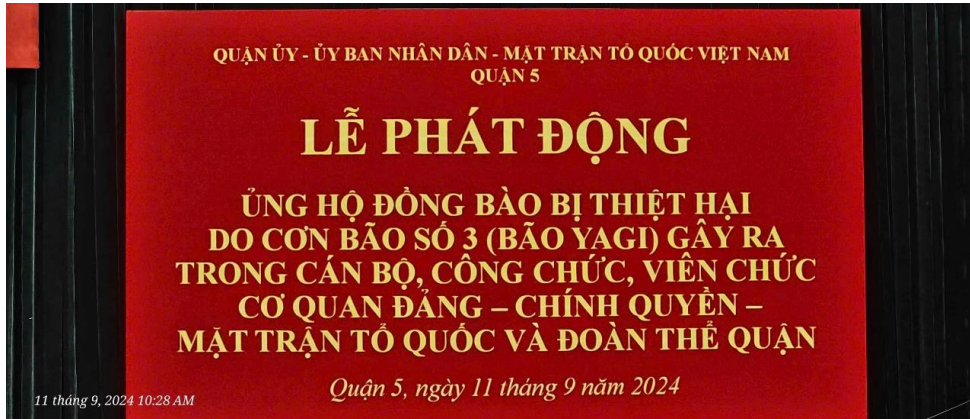 QUẬN ỦY - ỦY BAN NHÂN DÂN - MẶT TRẬN TỔ QUỐC VIỆT NAM
QUẬN 5
LỄ PHÁT ĐỘNG
ỦNG HỘ ĐỒNG BÀO BỊ THIỆT HẠI
DO CƠN BÃO SỐ 3 (BÃO YAGI) GÂY RA
TRONG CÁN BỘ, CÔNG CHỨC, VIÊN CHỨC
CƠ QUAN ĐẢNG – CHÍNH QUYỀN –
MẶT TRẬN TỔ QUỐC VÀ ĐOÀN THỂ QUẬN
Quận 5, ngày 11 tháng 9 năm 2024
11 tháng 9, 2024 10:28 AM